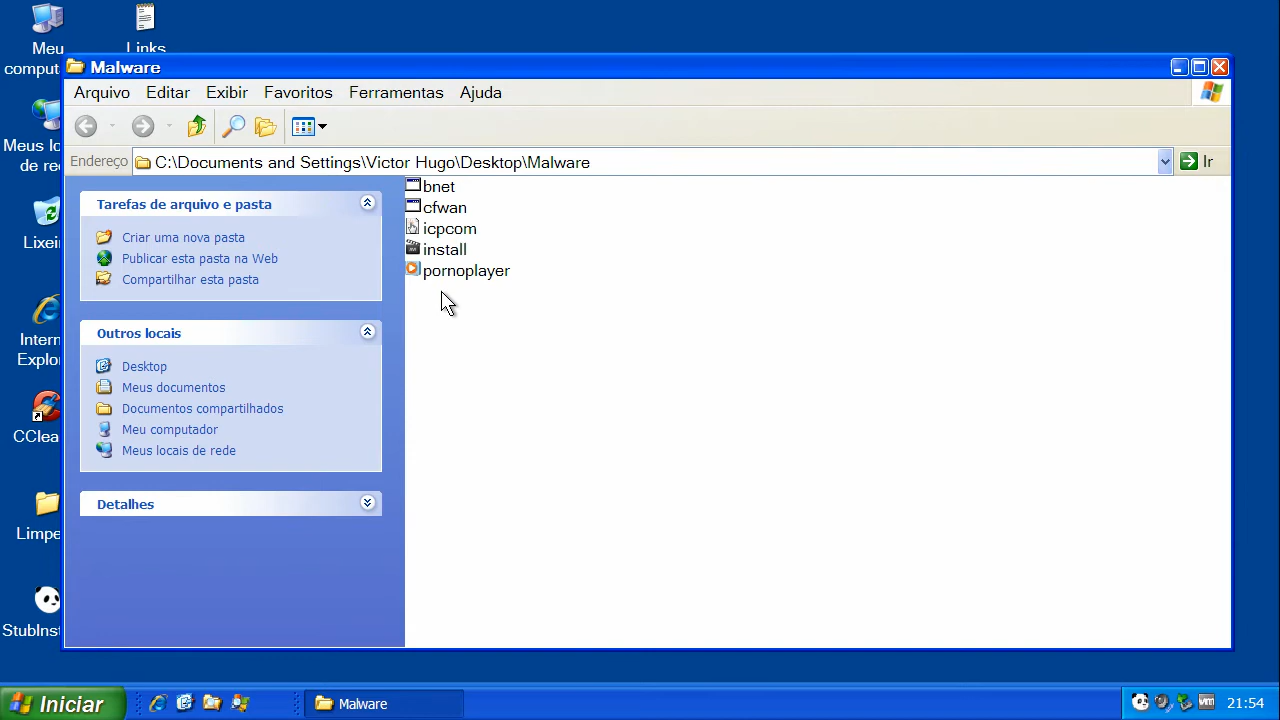 Meu
comput
Links
Meus lo
de re
Lixei
Intern
Explor
CClea
Limpe
StubInst
Malware
Arquivo Editar Exibir Favoritos Ferramentas Ajuda
Endereço C:\Documents and Settings\Victor Hugo\Desktop\Malware Ir
Tarefas de arquivo e pasta
Criar uma nova pasta
Publicar esta pasta na Web
Compartilhar esta pasta
Outros locais
Desktop
Meus documentos
Documentos compartilhados
Meu computador
Meus locais de rede
Detalhes
bnet
cfwan
icpcom
install
pornoplayer
Iniciar
Malware
vm
21:54